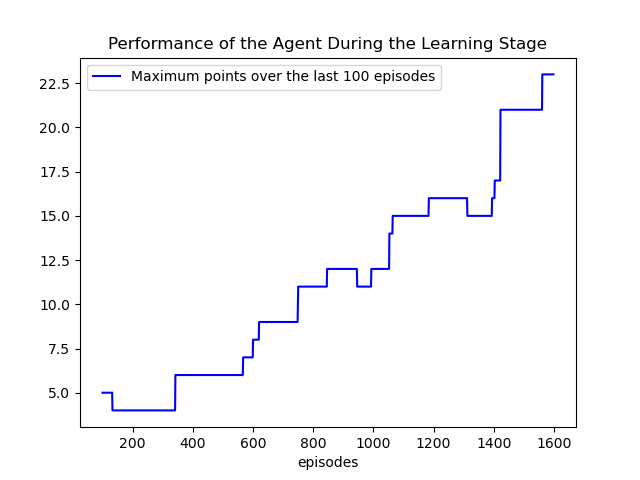 Performance of the Agent During the Learning Stage
Maximum points over the last 100 episodes
22.5
20.0
17.5
15.0
12.5
10.0
7.5
5.0
200 400 600 800 1000 1200 1400 1600
episodes